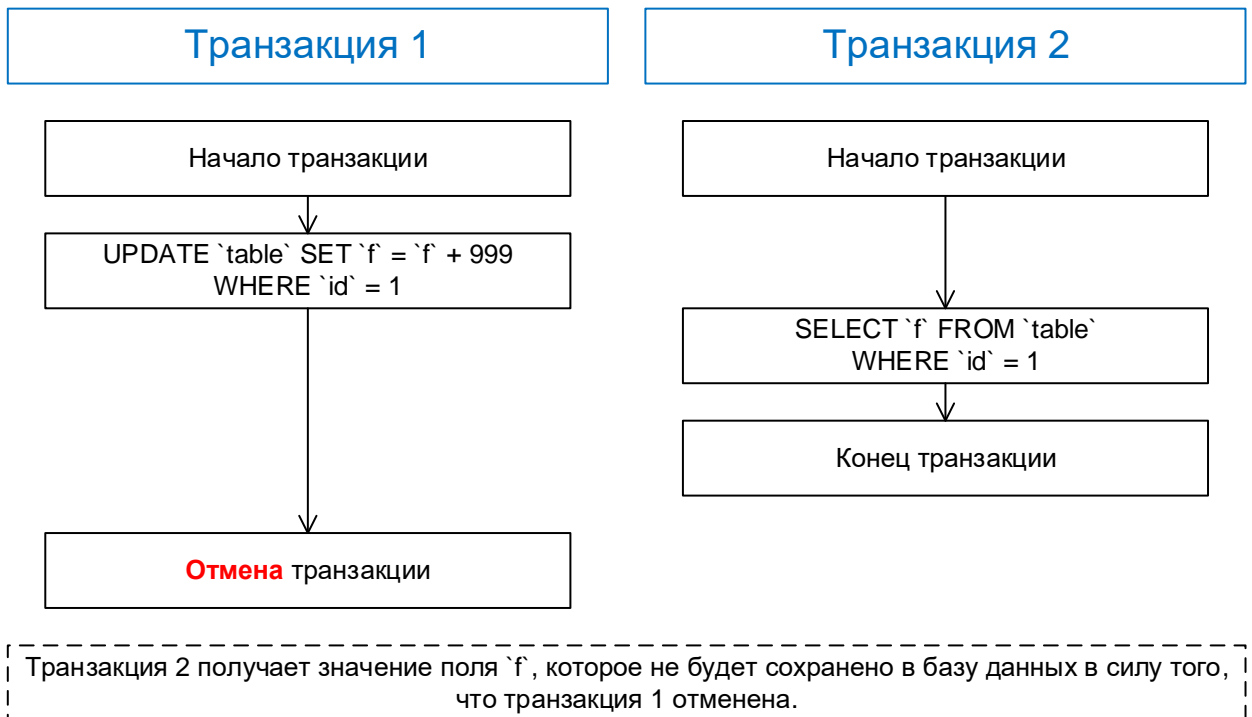 Транзакция 1
Транзакция 2
Начало транзакции
Начало транзакции
UPDATE `table` SET `f` = `f` + 999
WHERE `id` = 1
SELECT `f` FROM `table`
WHERE `id` = 1
Конец транзакции
Отмена транзакции
Транзакция 2 получает значение поля `f`, которое не будет сохранено в базу данных в силу того,
что транзакция 1 отменена.